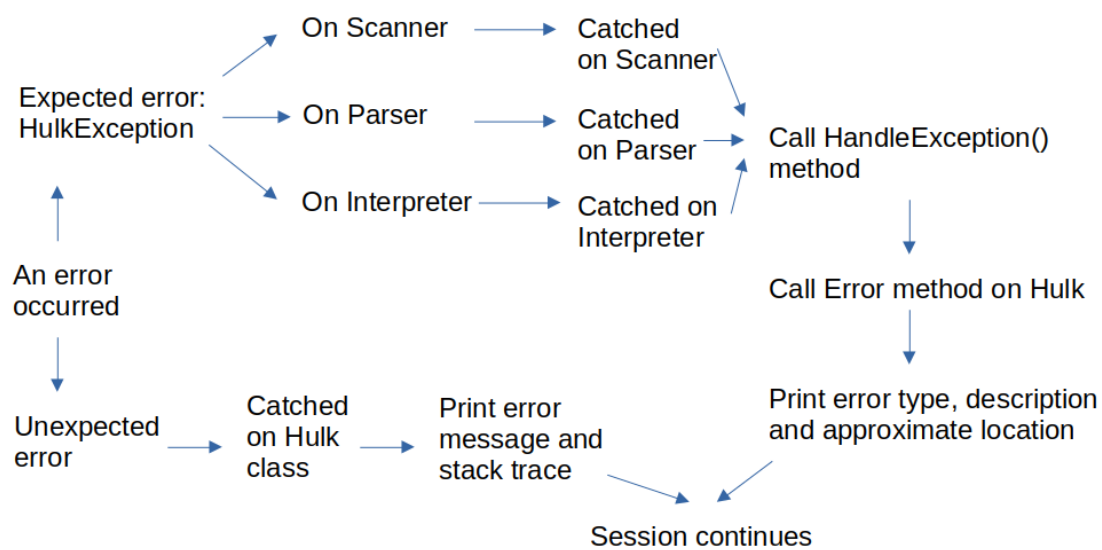 On Scanner
Catched
on Scanner
Expected error:
HulkException
On Parser
Catched
on Parser
Call HandleException()
method
On Interpreter
Catched on
Interpreter
An error
occurred
Call Error method on Hulk
Unexpected
error
Catched
on Hulk
class
Print error
message and
stack trace
Print error type, description
and approximate location
Session continues